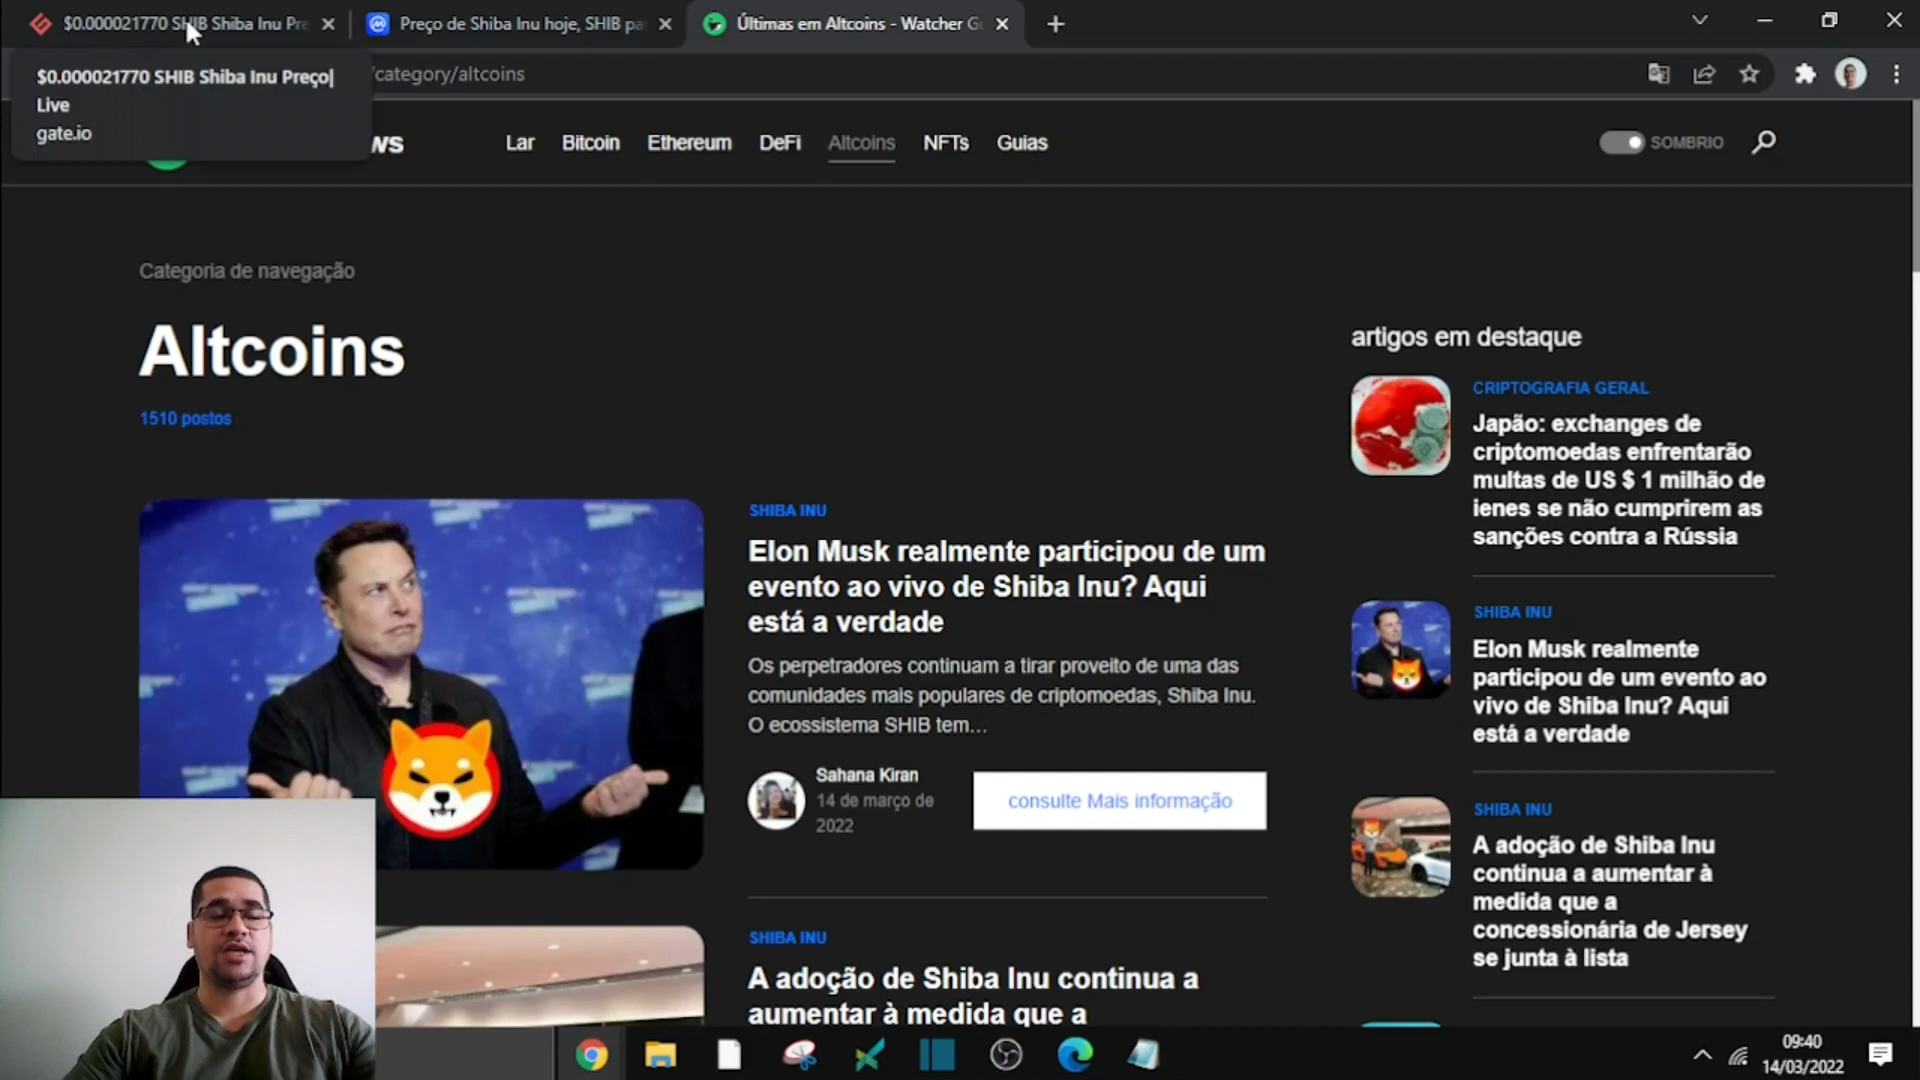 $0.000021770 SHIB Shiba Inu Pre
Preço de Shiba Inu hoje, SHIB pa
Últimas em Altcoins - Watcher G
$0.000021770 SHIB Shiba Inu Preço|
Live
gate.io
/category/altcoins
ws
Lar
Bitcoin
Ethereum
DeFi
Altcoins
NFTs
Guias
SOMBRIO
Categoria de navegação
Altcoins
1510 postos
SHIBA INU
Elon Musk realmente participou de um
evento ao vivo de Shiba Inu? Aqui
está a verdade
Os perpetradores continuam a tirar proveito de uma das
comunidades mais populares de criptomoedas, Shiba Inu.
O ecossistema SHIB tem...
Sahana Kiran
14 de março de
2022
consulte Mais informação
SHIBA INU
A adoção de Shiba Inu continua a
aumentar à medida que a
artigos em destaque
CRIPTOGRAFIA GERAL
Japão: exchanges de
criptomoedas enfrentarão
multas de US $ 1 milhão de
ienes se não cumprirem as
sanções contra a Rússia
SHIBA INU
Elon Musk realmente
participou de um evento ao
vivo de Shiba Inu? Aqui
está a verdade
SHIBA INU
A adoção de Shiba Inu
continua a aumentar à
medida que a
concessionária de Jersey
se junta à lista
09:40
14/03/2022